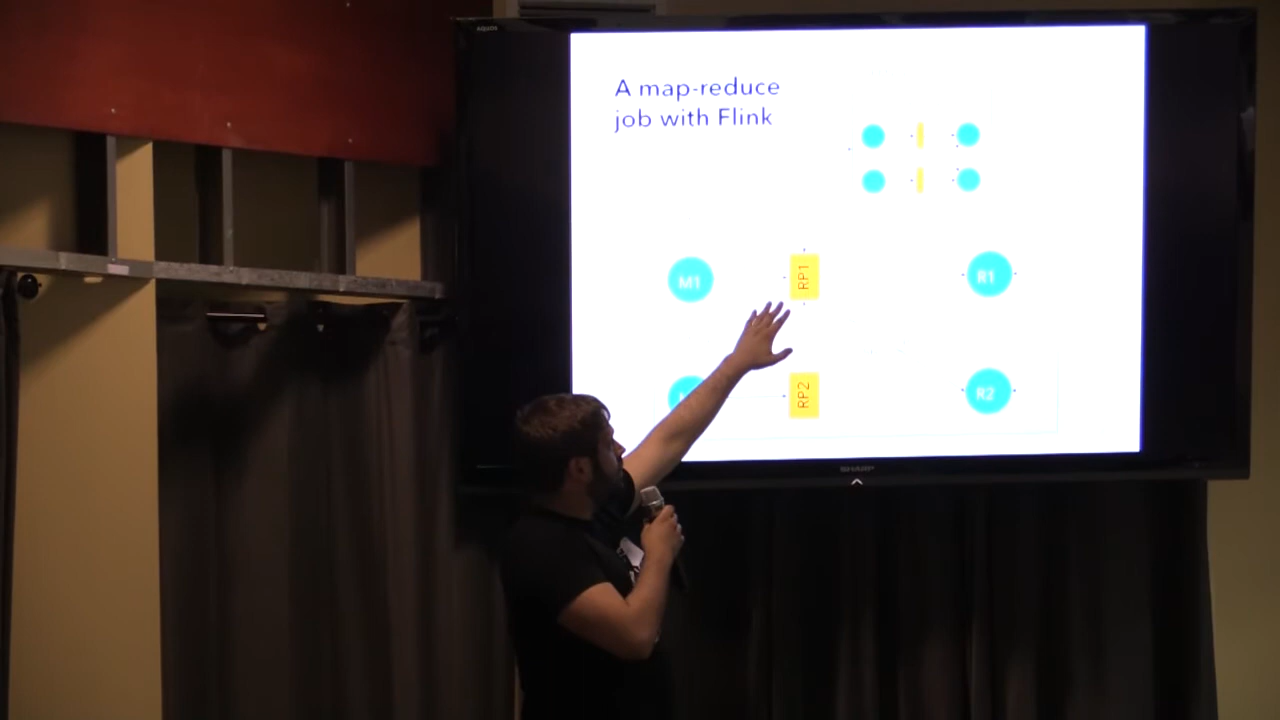 AQUOS
A map-reduce
job with Flink
M1
RP1
R1
RP2
R2
SHARP